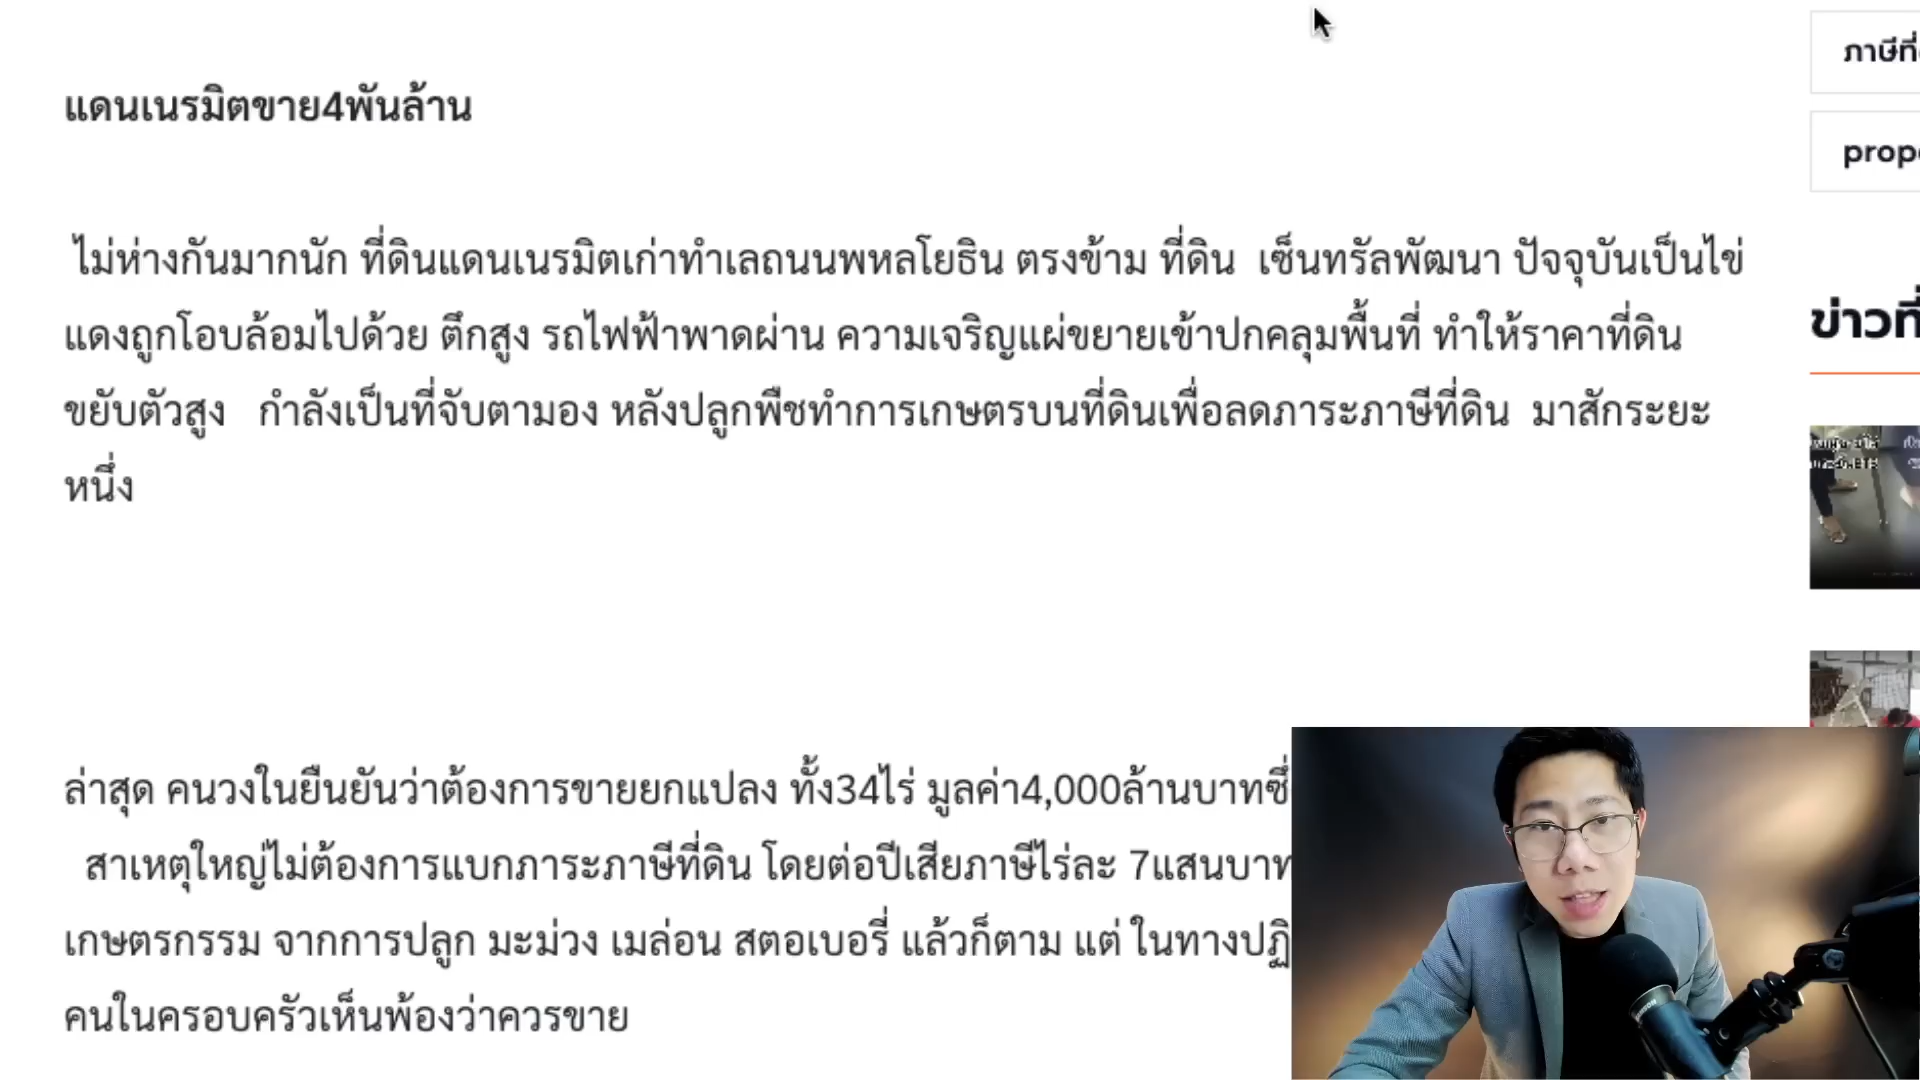 แดนเนรมิตขาย4พันล้าน
ไม่ห่างกันมากนัก ที่ดินแดนเนรมิตเก่าทำเลถนนพหลโยธิน ตรงข้าม ที่ดิน เซ็นทรัลพัฒนา ปัจจุบันเป็นไข่
แดงถูกโอบล้อมไปด้วย ตึกสูง รถไฟฟ้าพาดผ่าน ความเจริญแผ่ขยายเข้าปกคลุมพื้นที่ ทำให้ราคาที่ดิน
ขยับตัวสูง กำลังเป็นที่จับตามอง หลังปลูกพืชทำการเกษตรบนที่ดินเพื่อลดภาระภาษีที่ดิน มาสักระยะ
หนึ่ง
ล่าสุด คนวงในยืนยันว่าต้องการขายยกแปลง ทั้ง34ไร่ มูลค่า4,000ล้านบาทซึ่
สาเหตุใหญ่ไม่ต้องการแบกภาระภาษีที่ดิน โดยต่อปีเสียภาษีไร่ละ 7แสนบาท
เกษตรกรรม จากการปลูก มะม่วง เมล่อน สตอเบอรี่ แล้วก็ตาม แต่ ในทางปฏิ
คนในครอบครัวเห็นพ้องว่าควรขาย
ภาษีที่
prop
ข่าวที่